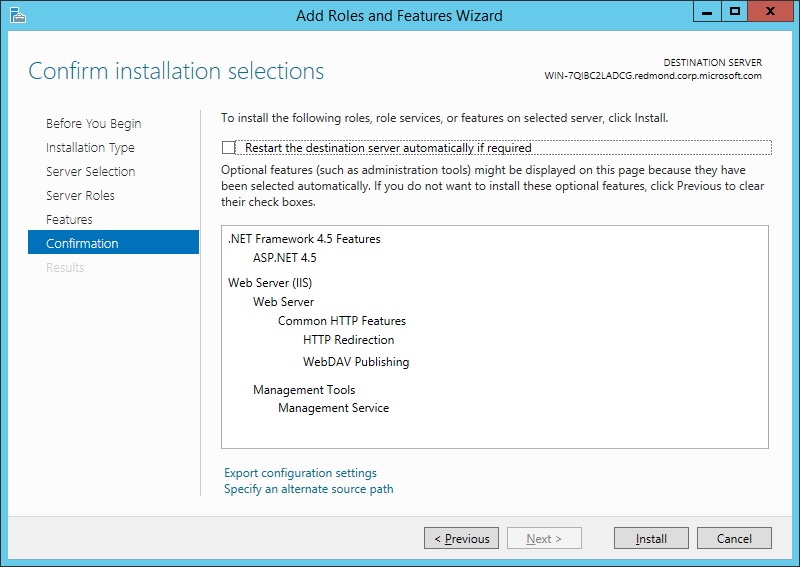 Add Roles and Features Wizard
Confirm installation selections
DESTINATION SERVER
WIN-7QIBC2LADCG.redmond.corp.microsoft.com
Before You Begin
Installation Type
Server Selection
Server Roles
Features
Confirmation
Results
To install the following roles, role services, or features on selected server, click Install.
Restart the destination server automatically if required
Optional features (such as administration tools) might be displayed on this page because they have
been selected automatically. If you do not want to install these optional features, click Previous to clear
their check boxes.
.NET Framework 4.5 Features
ASP.NET 4.5
Web Server (IIS)
Web Server
Common HTTP Features
HTTP Redirection
WebDAV Publishing
Management Tools
Management Service
Export configuration settings
Specify an alternate source path
< Previous
Next >
Install
Cancel